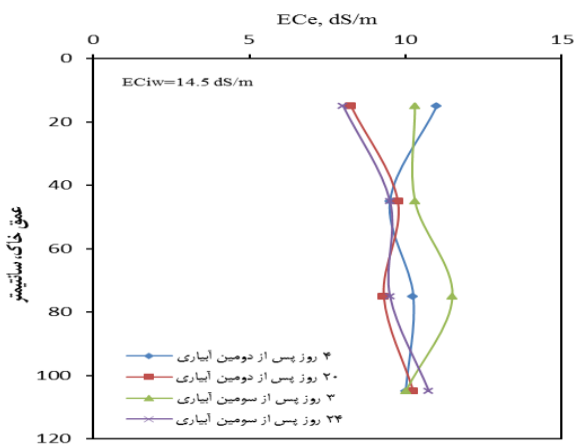 ECe, dS/m
0 5 10 15
ECiw=14.5 dS/m
0
20
40
60
80
100
120
عمق خاک، سانتیمتر
۴ روز پس از دومین آبیاری
۲۰ روز پس از دومین آبیاری
۳ روز پس از سومین آبیاری
۲۴ روز پس از سومین آبیاری